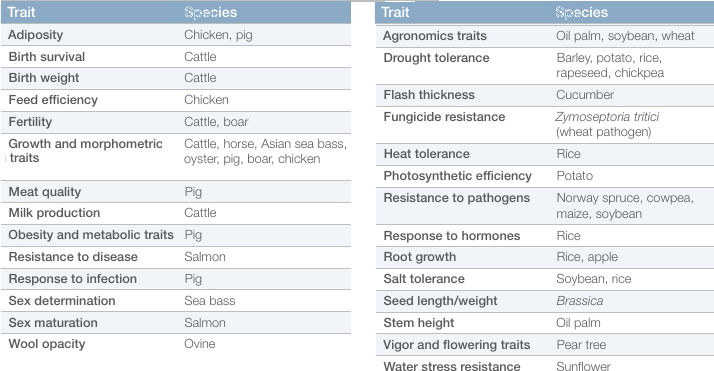 Trait Species
Adiposity Chicken, pig
Birth survival Cattle
Birth weight Cattle
Feed efficiency Chicken
Fertility Cattle, boar
Growth and morphometric Cattle, horse, Asian sea bass,
traits oyster, pig, boar, chicken
Meat quality Pig
Milk production Cattle
Obesity and metabolic traits Pig
Resistance to disease Salmon
Response to infection Pig
Sex determination Sea bass
Sex maturation Salmon
Wool opacity Ovine
Trait Species
Agronomics traits Oil palm, soybean, wheat
Drought tolerance Barley, potato, rice,
rapeseed, chickpea
Flash thickness Cucumber
Fungicide resistance Zymoseptoria tritici
(wheat pathogen)
Heat tolerance Rice
Photosynthetic efficiency Potato
Resistance to pathogens Norway spruce, cowpea,
maize, soybean
Response to hormones Rice
Root growth Rice, apple
Salt tolerance Soybean, rice
Seed length/weight Brassica
Stem height Oil palm
Vigor and flowering traits Pear tree
Water stress resistance Sunflower